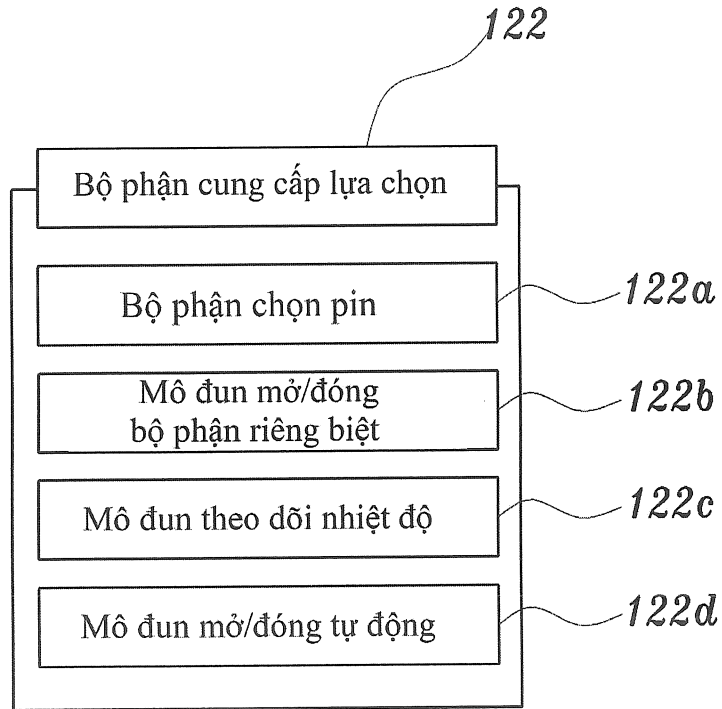 122
Bộ phận cung cấp lựa chọn
Bộ phận chọn pin
122a
Mô đun mở/đóng
bộ phận riêng biệt
122b
Mô đun theo dõi nhiệt độ
122c
Mô đun mở/đóng tự động
122d